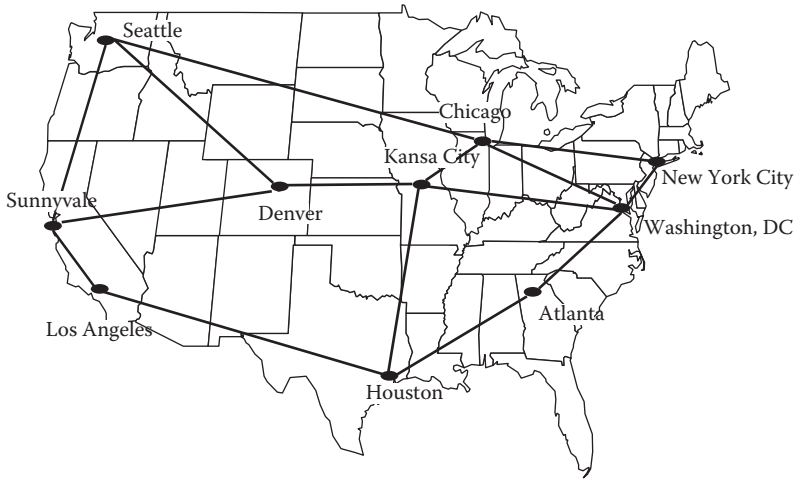 Seattle
Chicago
Kansa City
New York City
Sunnyvale
Denver
Washington, DC
Atlanta
Los Angeles
Houston